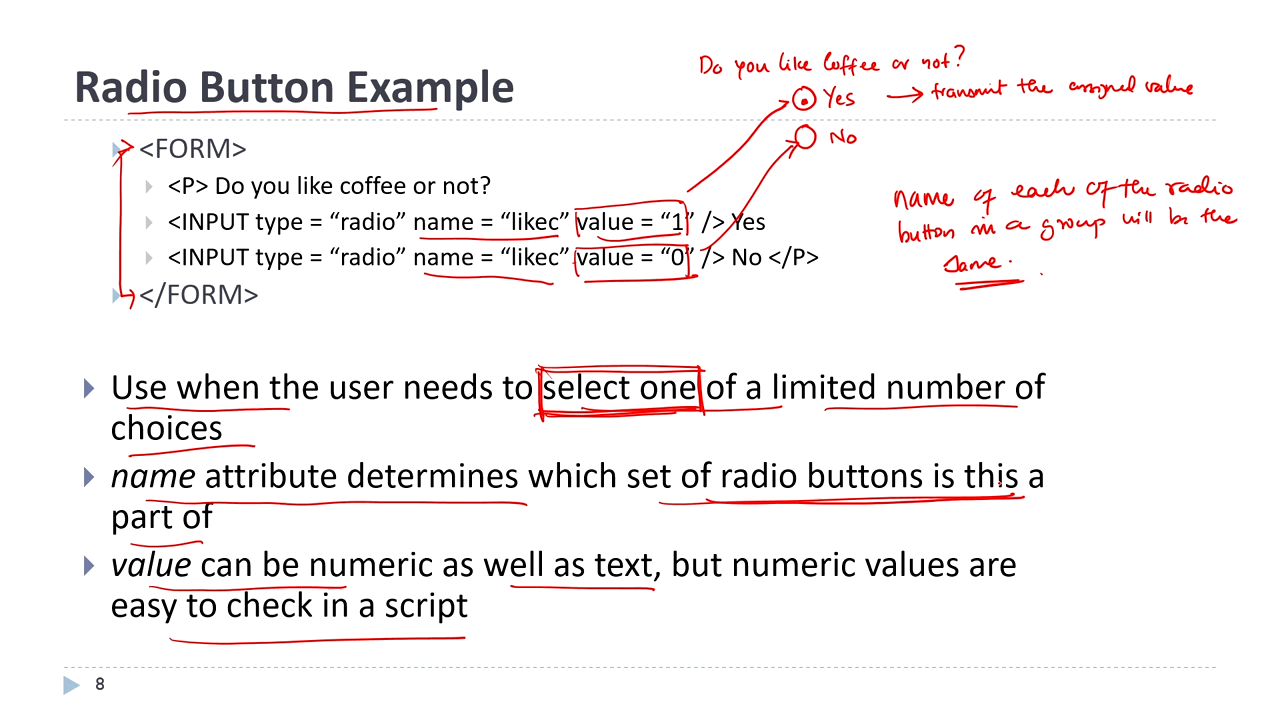 Radio Button Example
Do you like Coffee or not?
Yes → transmit the assigned value
No
<FORM>
<P> Do you like coffee or not?
<INPUT type = “radio” name = “likec” value = “1” /> Yes
<INPUT type = “radio” name = “likec” value = “0” /> No </P>
</FORM>
name of each of the radio
button in a group will be the
same.
Use when the user needs to select one of a limited number of
choices
name attribute determines which set of radio buttons is this a
part of
value can be numeric as well as text, but numeric values are
easy to check in a script
8